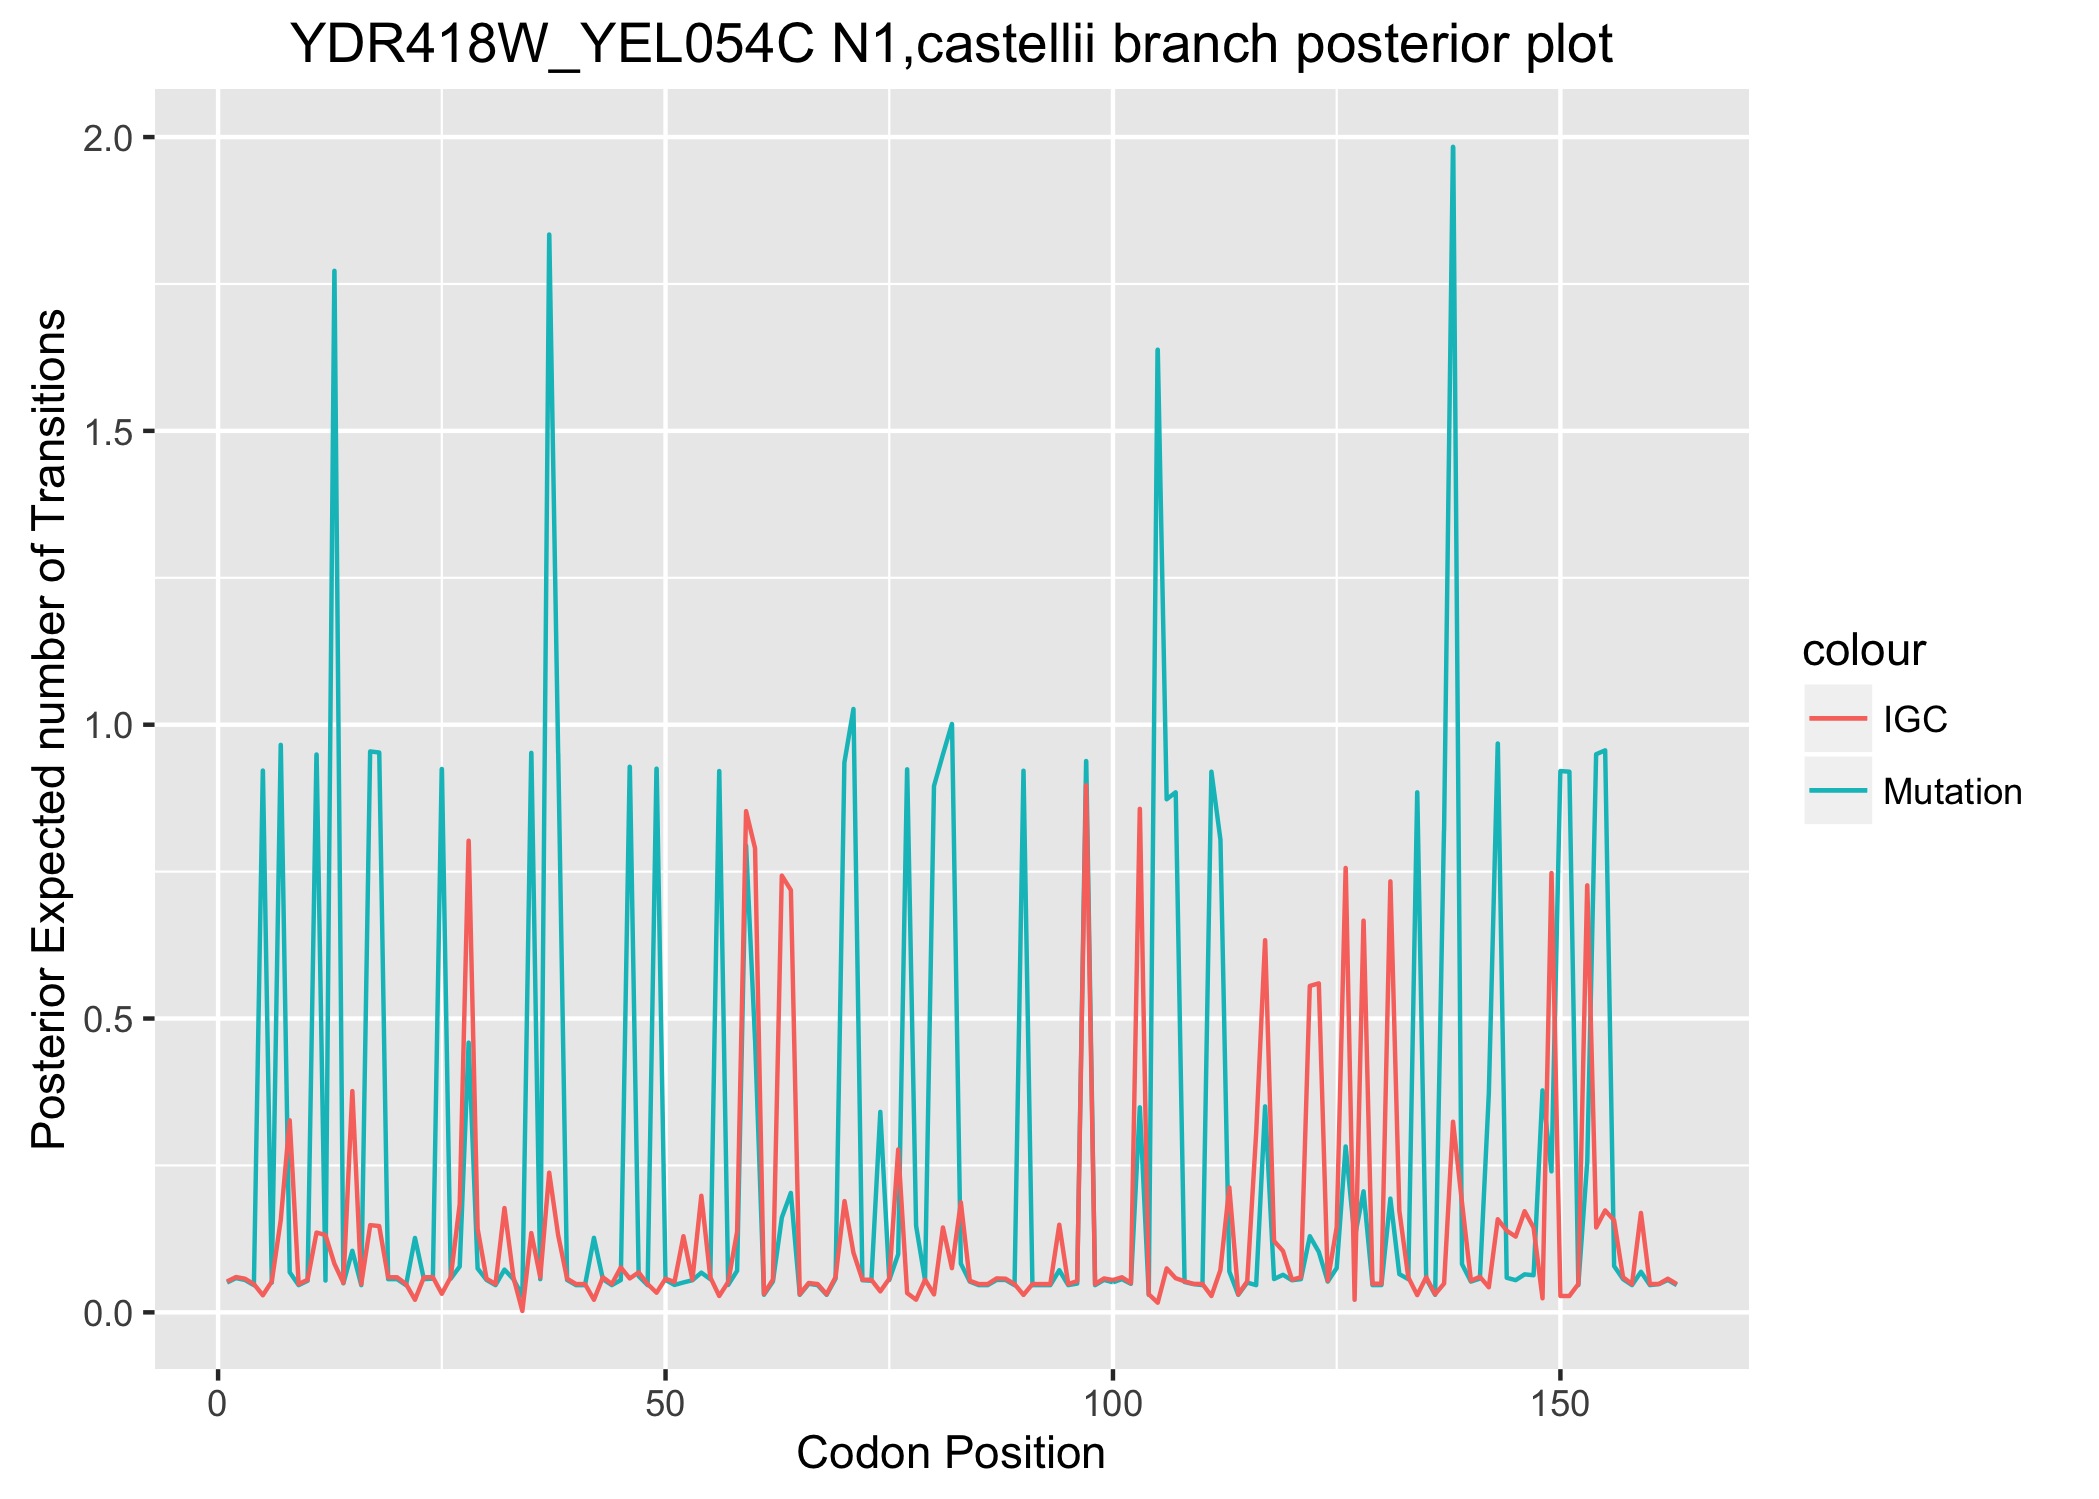 YDR418W_YEL054C N1,castellii branch posterior plot
Posterior Expected number of Transitions
2.0
1.5
1.0
0.5
0.0
0
50
100
150
Codon Position
colour
IGC
Mutation